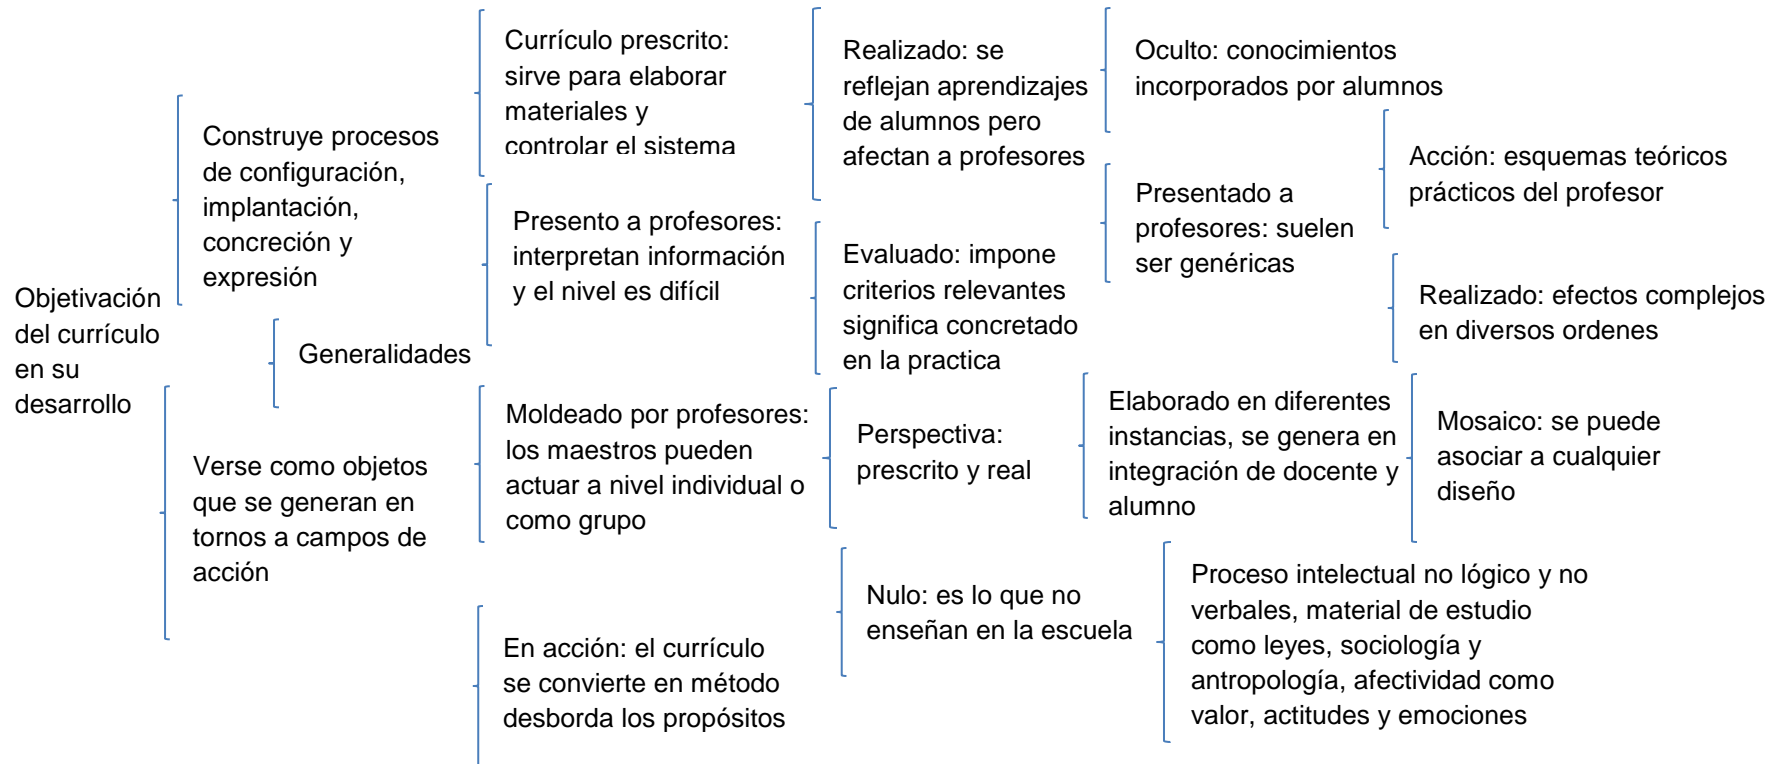 Objetivación
del currículo
en su
desarrollo
Construye procesos
de configuración,
implantación,
concreción y
expresión
Generalidades
Verse como objetos
que se generan en
tornos a campos de
acción
Currículo prescrito:
sirve para elaborar
materiales y
controlar el sistema
Presento a profesores:
interpretan información
y el nivel es difícil
Moldeado por profesores:
los maestros pueden
actuar a nivel individual o
como grupo
En acción: el currículo
se convierte en método
desborda los propósitos
Realizado: se
reflejan aprendizajes
de alumnos pero
afectan a profesores
Evaluado: impone
criterios relevantes
significa concretado
en la practica
Perspectiva:
prescrito y real
Nulo: es lo que no
enseñan en la escuela
Oculto: conocimientos
incorporados por alumnos
Presentado a
profesores: suelen
ser genéricas
Elaborado en diferentes
instancias, se genera en
integración de docente y
alumno
Proceso intelectual no lógico y no
verbales, material de estudio
como leyes, sociología y
antropología, afectividad como
valor, actitudes y emociones
Acción: esquemas teóricos
prácticos del profesor
Realizado: efectos complejos
en diversos ordenes
Mosaico: se puede
asociar a cualquier
diseño